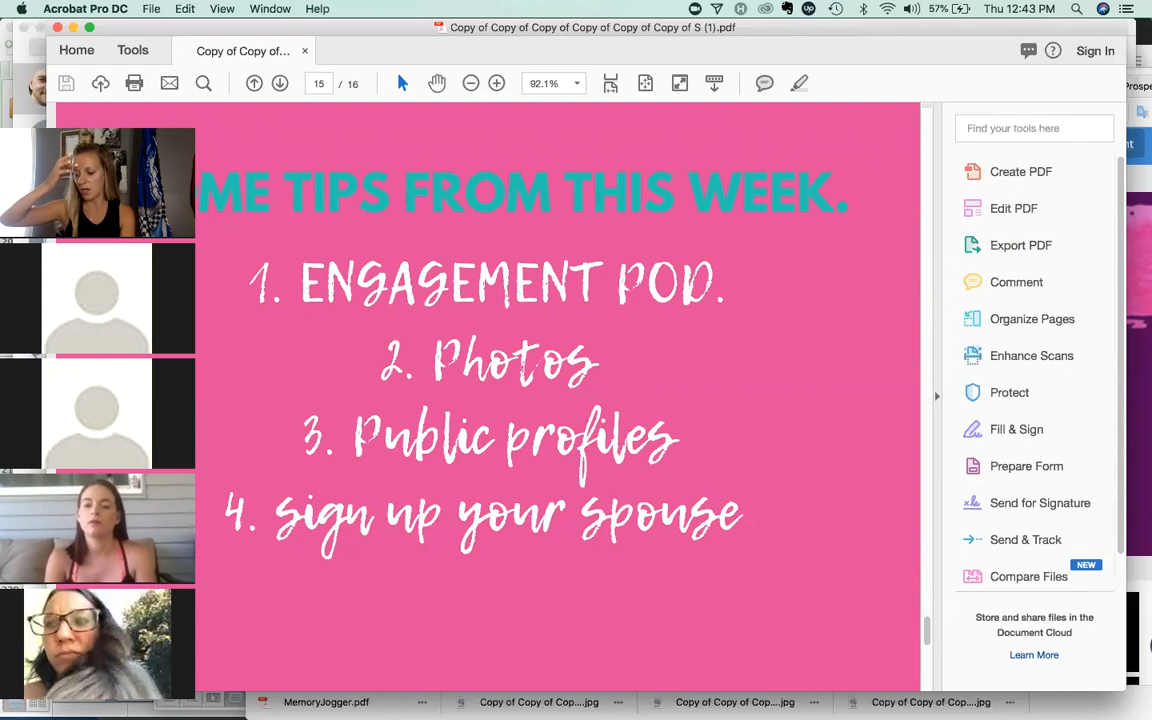 Acrobat Pro DC File Edit View Window Help
57% Thu 12:43 PM
Copy of Copy of Copy of Copy of Copy of S (1).pdf
Home Tools Copy of Copy of... × Sign In
15 / 16 92.1%
ME TIPS FROM THIS WEEK.
1. ENGAGEMENT POD.
2. Photos
3. Public profiles
4. sign up your spouse
Find your tools here
Create PDF
Edit PDF
Export PDF
Comment
Organize Pages
Enhance Scans
Protect
Fill & Sign
Prepare Form
Send for Signature
Send & Track
NEW
Compare Files
Store and share files in the
Document Cloud
Learn More
Prospe
nt
MemoryJogger.pdf
Copy of Copy of Cop....jpg
Copy of Copy of Cop....jpg
Copy of Copy of Cop....jpg